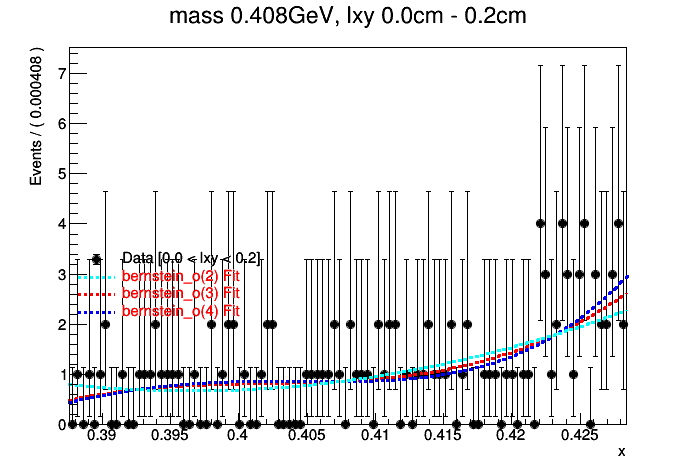 mass 0.408GeV, lxy 0.0cm - 0.2cm
Events / ( 0.000408 )
7
6
5
4
3
2
1
0
Data [0.0 < lxy < 0.2]
bernstein_o(2) Fit
bernstein_o(3) Fit
bernstein_o(4) Fit
0.39 0.395 0.4 0.405 0.41 0.415 0.42 0.425
x